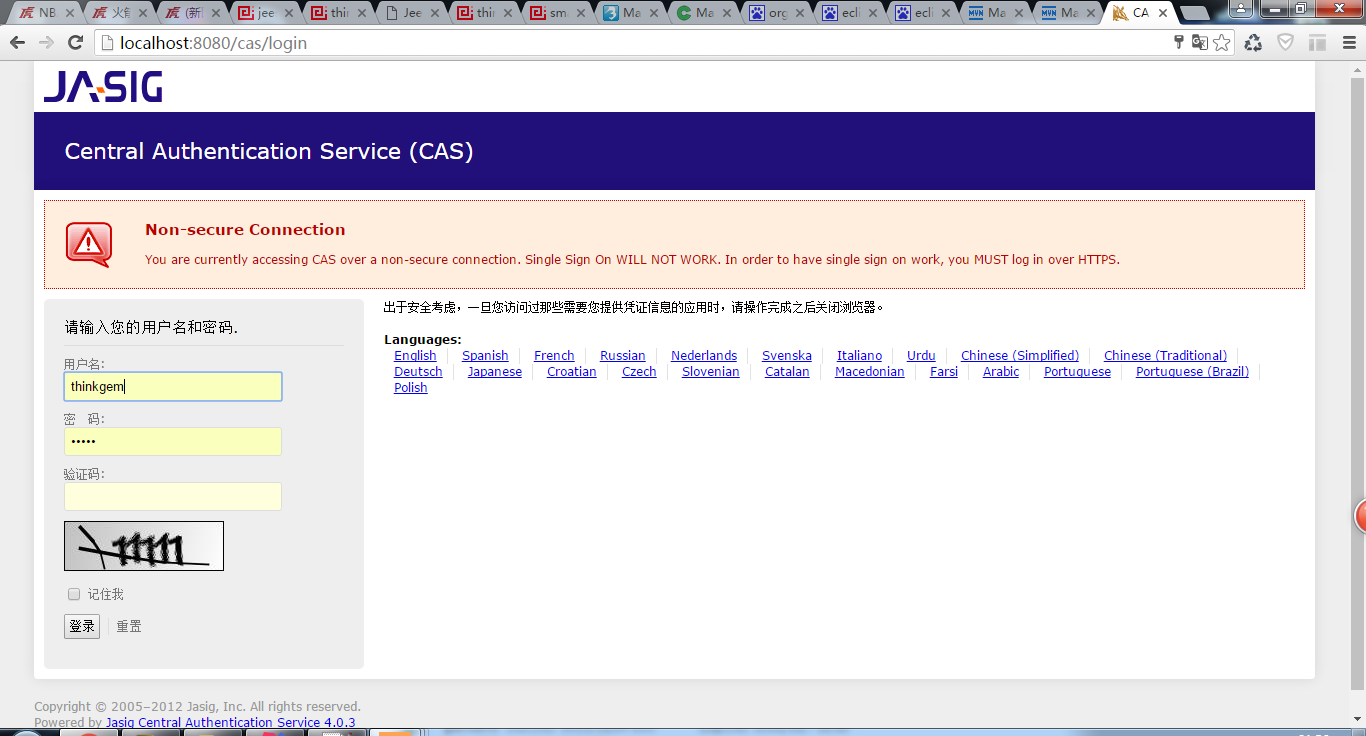 NB
火能
(新
jee
thin
Jee
thin
sm
Ma
Ma
org
ecli
ecli
Ma
Ma
CA
localhost:8080/cas/login
JASIG
Central Authentication Service (CAS)
Non-secure Connection
You are currently accessing CAS over a non-secure connection. Single Sign On WILL NOT WORK. In order to have single sign on work, you MUST log in over HTTPS.
请输入您的用户名和密码.
用户名:
thinkgem
密 码:
•••••
验证码:
记住我
登录 重置
出于安全考虑，一旦您访问过那些需要您提供凭证信息的应用时，请操作完成之后关闭浏览器。
Languages:
English Spanish French Russian Nederlands Svenska Italiano Urdu Chinese (Simplified) Chinese (Traditional)
Deutsch Japanese Croatian Czech Slovenian Catalan Macedonian Farsi Arabic Portuguese Portuguese (Brazil)
Polish
Copyright © 2005–2012 Jasig, Inc. All rights reserved.
Powered by Jasig Central Authentication Service 4.0.3